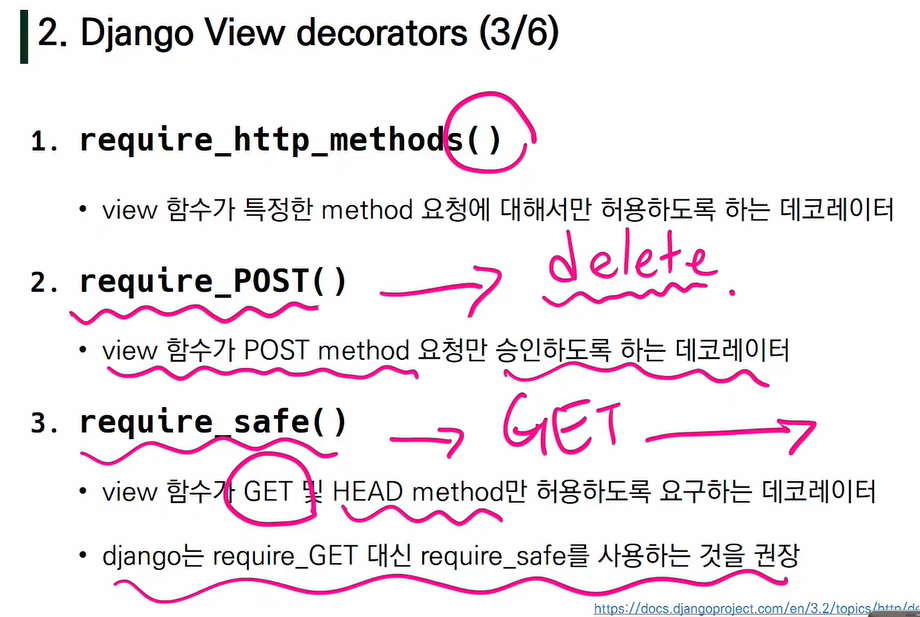 2. Django View decorators (3/6)
1. require_http_methods()
• view 함수가 특정한 method 요청에 대해서만 허용하도록 하는 데코레이터
2. require_POST() → delete.
• view 함수가 POST method 요청만 승인하도록 하는 데코레이터
3. require_safe() → GET →
• view 함수가 GET 및 HEAD method만 허용하도록 요구하는 데코레이터
• django는 require_GET 대신 require_safe를 사용하는 것을 권장
https://docs.djangoproject.com/en/3.2/topics/http/de